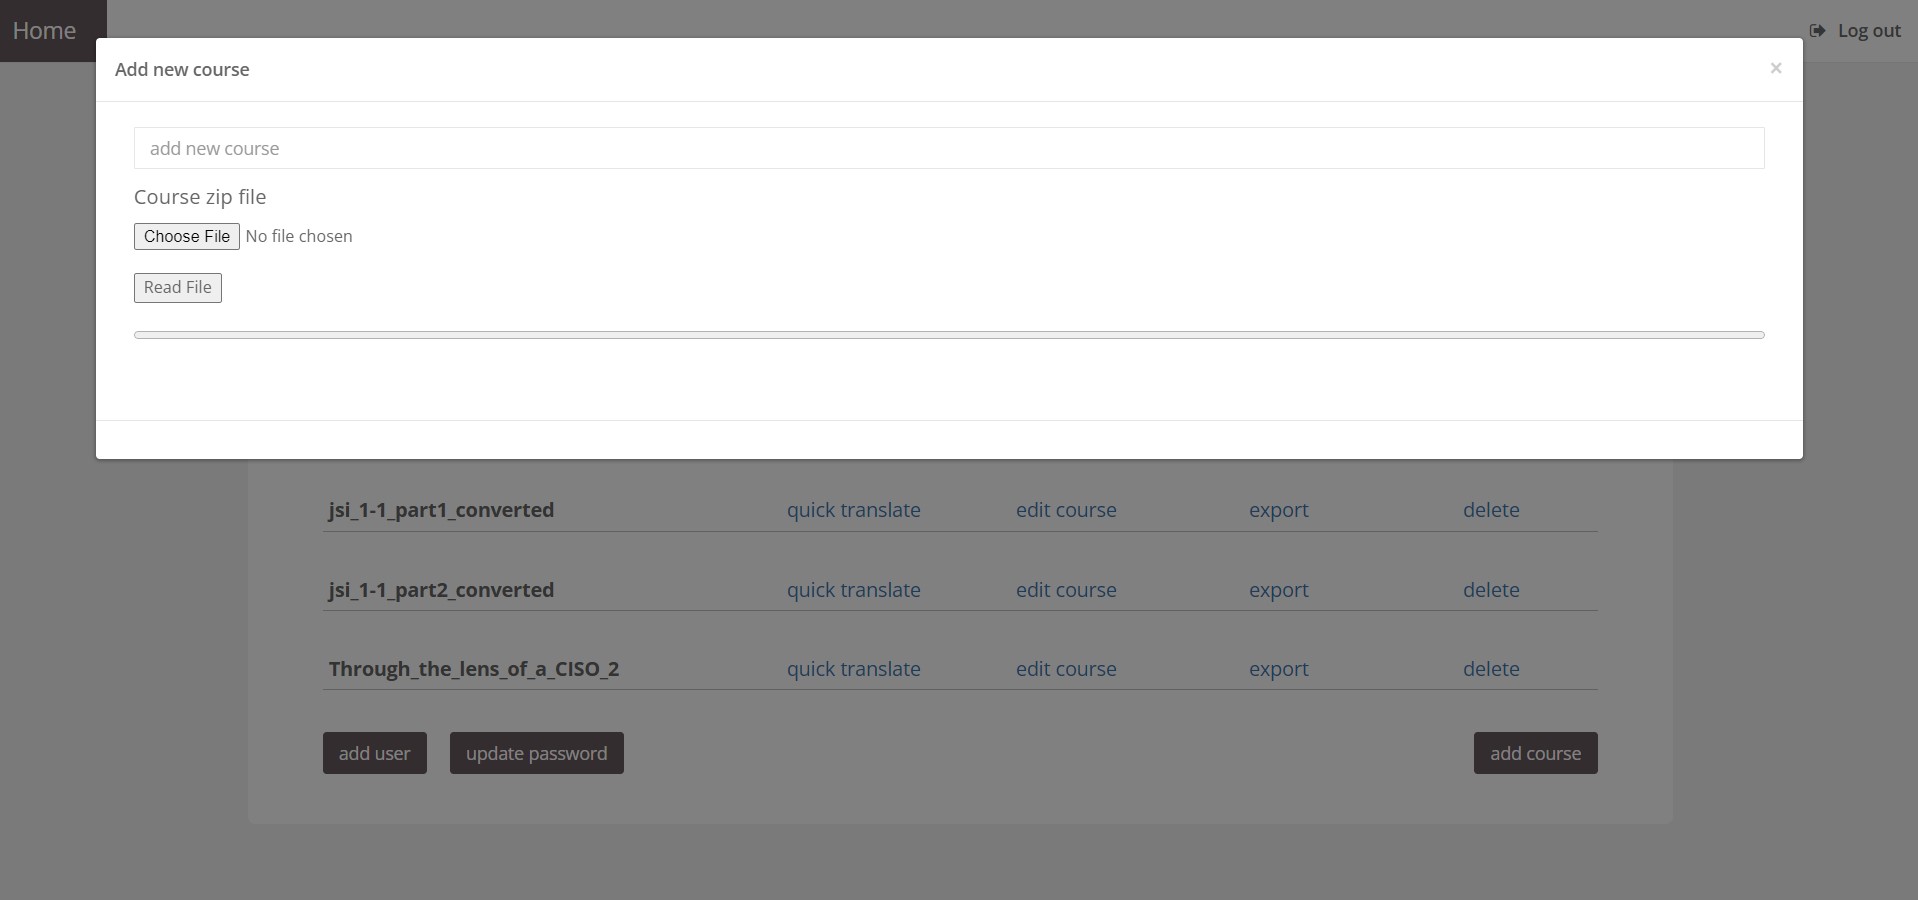 Home
Log out
Add new course
×
add new course
Course zip file
Choose File No file chosen
Read File
jsi_1-1_part1_converted quick translate edit course export delete
jsi_1-1_part2_converted quick translate edit course export delete
Through_the_lens_of_a_CISO_2 quick translate edit course export delete
add user update password add course